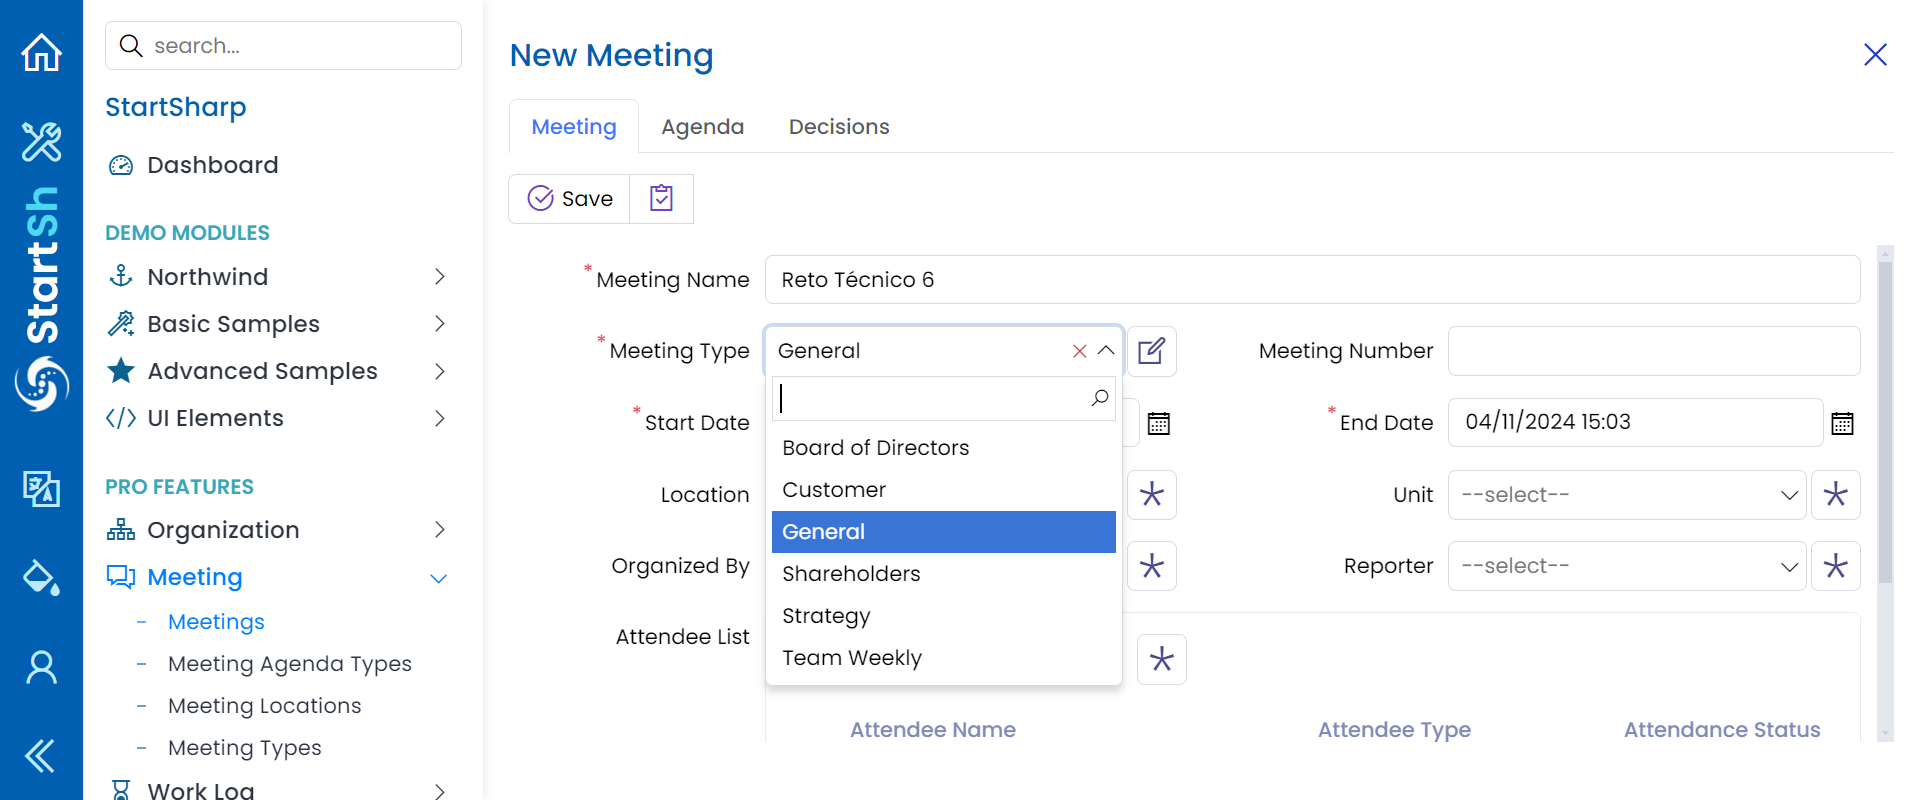 search...
StartSharp
Dashboard
DEMO MODULES
Northwind
Basic Samples
Advanced Samples
UI Elements
PRO FEATURES
Organization
Meeting
Meetings
Meeting Agenda Types
Meeting Locations
Meeting Types
Work Log
StartSh
New Meeting
Meeting
Agenda
Decisions
Save
* Meeting Name
Reto Técnico 6
* Meeting Type
General
Board of Directors
Customer
General
Shareholders
Strategy
Team Weekly
Meeting Number
* Start Date
* End Date
04/11/2024 15:03
Location
Unit
--select--
Organized By
Reporter
--select--
Attendee List
Attendee Name
Attendee Type
Attendance Status